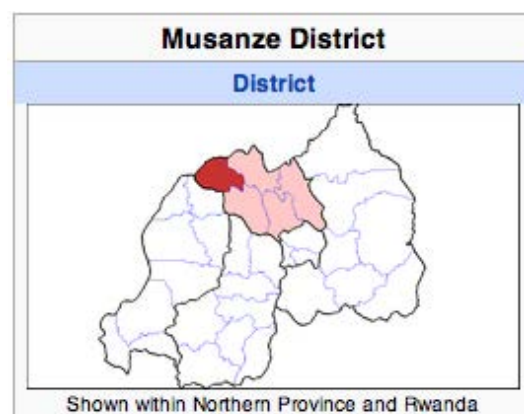 Musanze District
District
Shown within Northern Province and Rwanda